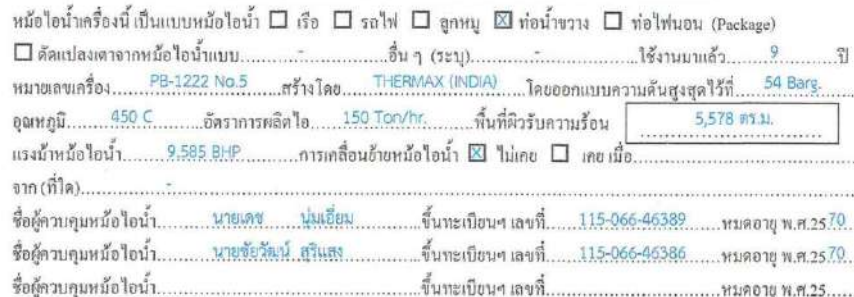 หม้อไอน้ำเครื่องนี้ เป็นแบบหม้อไอน้ำ ☐ เรือ ☐ รถไฟ ☐ ลูกหมู ☒ ท่อน้ำขวาง ☐ ท่อไฟนอน (Package)
☐ ดัดแปลงเตาจากหม้อไอน้ำแบบ..........-..........อื่น ๆ (ระบุ)..........-..........ใช้งานมาแล้ว....9....ปี
หมายเลขเครื่อง....PB-1222 No.5....สร้างโดย....THERMAX (INDIA)....โดยออกแบบความดันสูงสุดไว้ที่....54 Barg.
อุณหภูมิ....450 C....อัตราการผลิตไอ....150 Ton/hr.....พื้นที่ผิวรับความร้อน 5,578 ตร.ม.
แรงม้าหม้อไอน้ำ....9,585 BHP....การเคลื่อนย้ายหม้อไอน้ำ ☒ ไม่เคย ☐ เคย เมื่อ..........
จาก (ที่ใด)..........-..........
ชื่อผู้ควบคุมหม้อไอน้ำ....นายเดช นุ่มเอี่ยม....ขึ้นทะเบียนฯ เลขที่....115-066-46389....หมดอายุ พ.ศ.2570
ชื่อผู้ควบคุมหม้อไอน้ำ....นายชัยวัฒน์ สุริแสง....ขึ้นทะเบียนฯ เลขที่....115-066-46386....หมดอายุ พ.ศ.2570
ชื่อผู้ควบคุมหม้อไอน้ำ..........ขึ้นทะเบียนฯ เลขที่..........หมดอายุ พ.ศ.25....